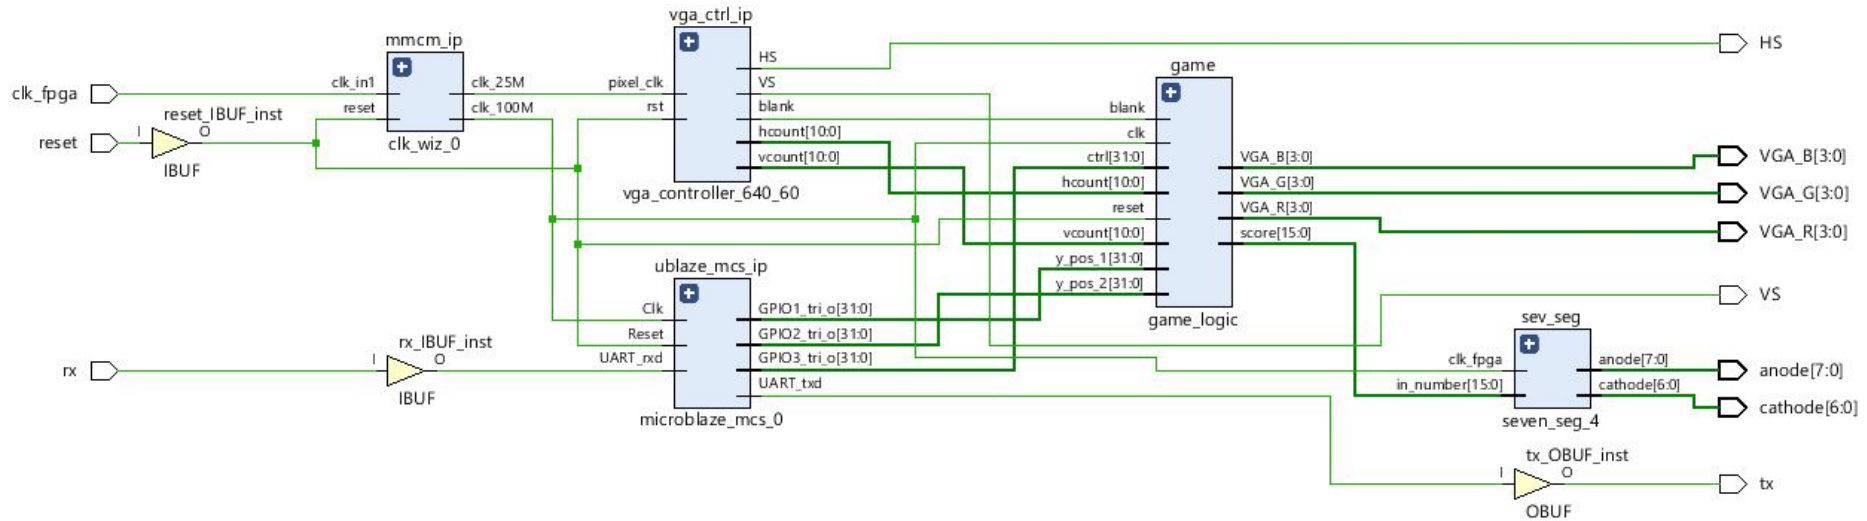 clk_fpga
reset
I
reset_IBUF_inst
O
IBUF
rx
I
rx_IBUF_inst
O
IBUF
mmcm_ip
clk_in1
reset
clk_25M
clk_100M
clk_wiz_0
vga_ctrl_ip
pixel_clk
rst
HS
VS
blank
hcount[10:0]
vcount[10:0]
vga_controller_640_60
ublaze_mcs_ip
Clk
Reset
UART_rxd
GPIO1_tri_o[31:0]
GPIO2_tri_o[31:0]
GPIO3_tri_o[31:0]
UART_txd
microblaze_mcs_0
game
blank
clk
ctrl[31:0]
hcount[10:0]
reset
vcount[10:0]
y_pos_1[31:0]
y_pos_2[31:0]
VGA_B[3:0]
VGA_G[3:0]
VGA_R[3:0]
score[15:0]
game_logic
sev_seg
clk_fpga
in_number[15:0]
anode[7:0]
cathode[6:0]
seven_seg_4
tx_OBUF_inst
I
O
OBUF
HS
VGA_B[3:0]
VGA_G[3:0]
VGA_R[3:0]
VS
anode[7:0]
cathode[6:0]
tx